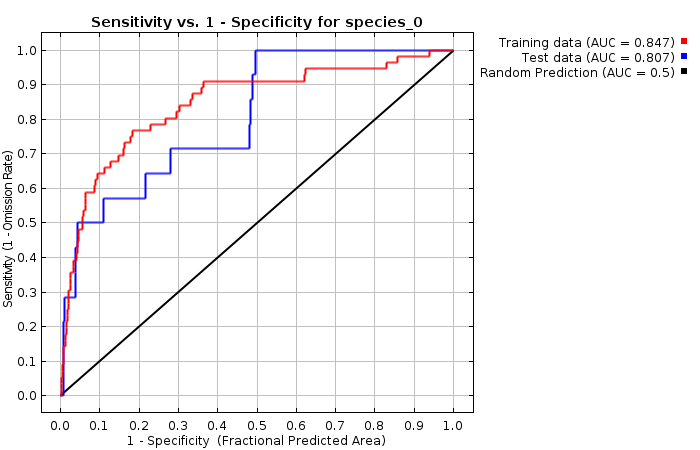 Sensitivity vs. 1 - Specificity for species_0
Training data (AUC = 0.847)
Test data (AUC = 0.807)
Random Prediction (AUC = 0.5)
Sensitivity (1 - Omission Rate)
1.0
0.9
0.8
0.7
0.6
0.5
0.4
0.3
0.2
0.1
0.0
0.0 0.1 0.2 0.3 0.4 0.5 0.6 0.7 0.8 0.9 1.0
1 - Specificity (Fractional Predicted Area)